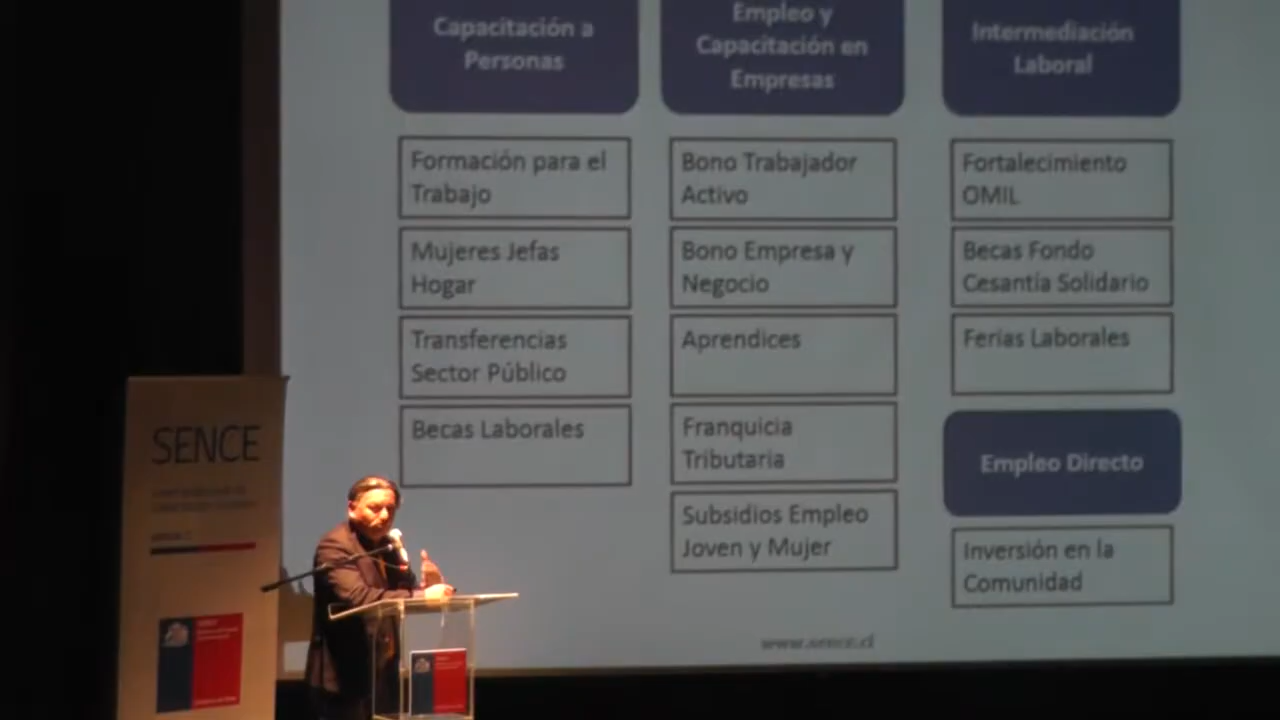 Capacitación a
Personas
Formación para el
Trabajo
Mujeres Jefas
Hogar
Transferencias
Sector Público
Becas Laborales
Empleo y
Capacitación en
Empresas
Bono Trabajador
Activo
Bono Empresa y
Negocio
Aprendices
Franquicia
Tributaria
Subsidios Empleo
Joven y Mujer
Intermediación
Laboral
Fortalecimiento
OMIL
Becas Fondo
Cesantía Solidario
Ferias Laborales
Empleo Directo
Inversión en la
Comunidad
www.sence.cl
SENCE